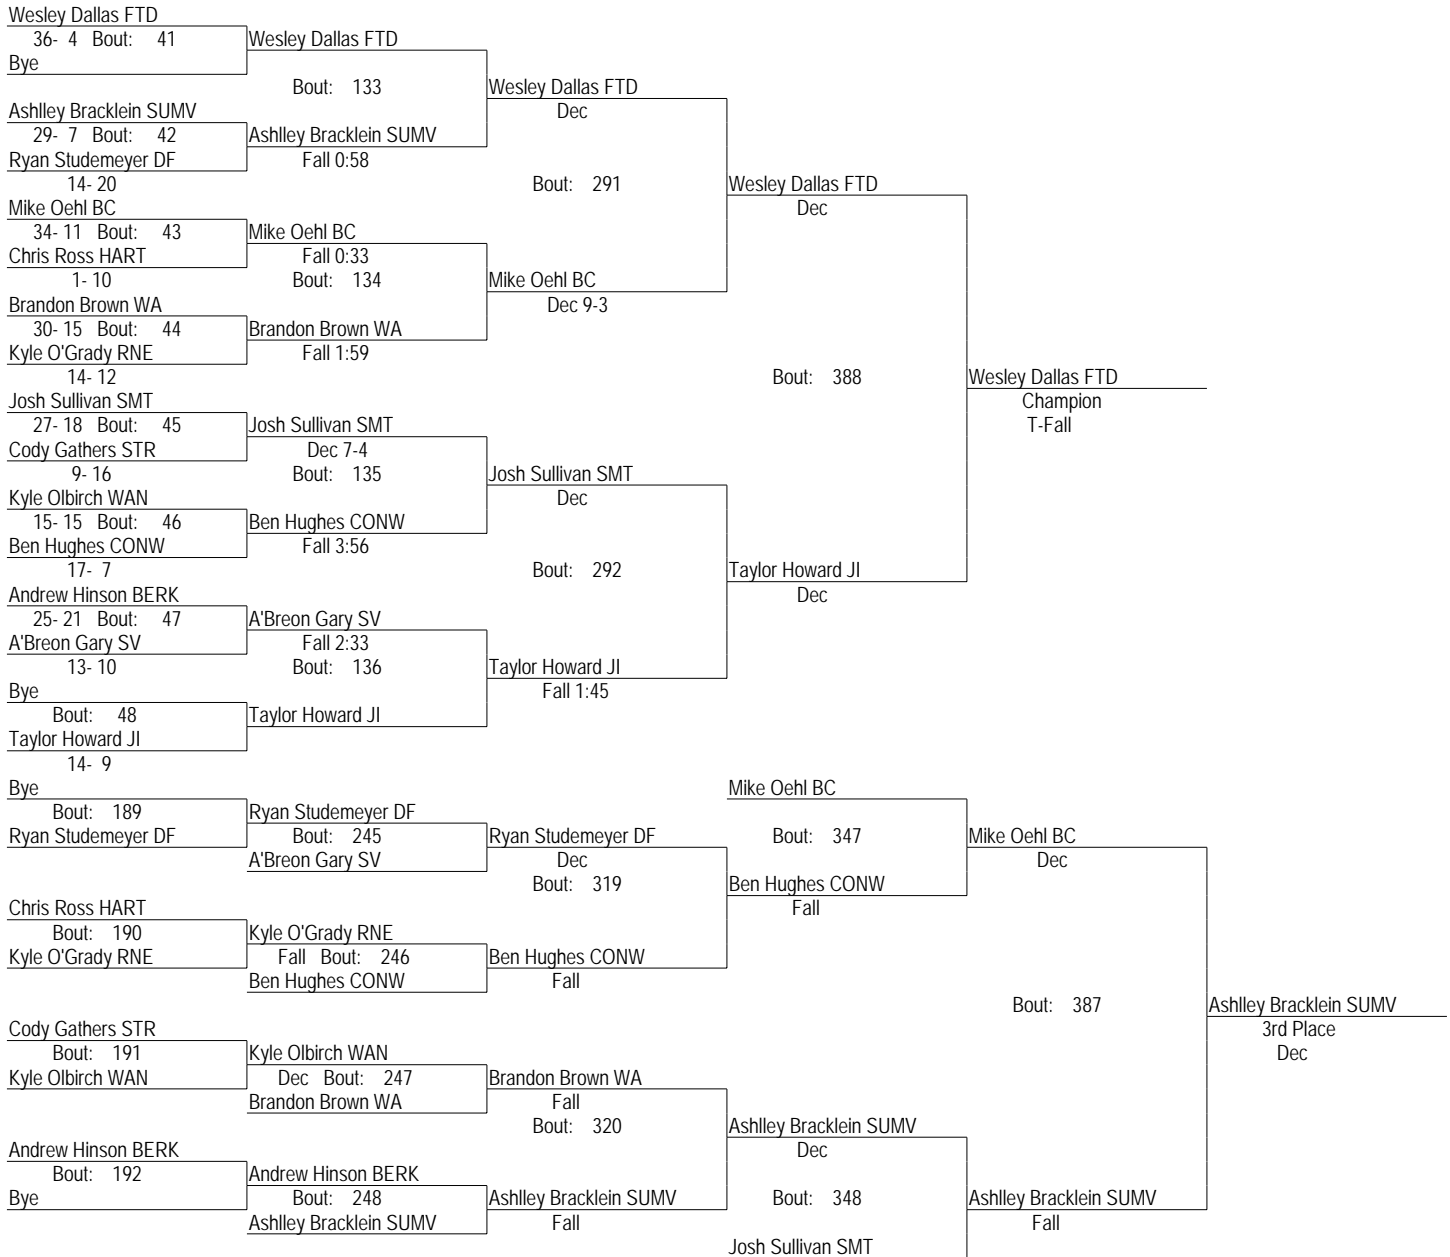 Wesley Dallas FTD
36- 4 Bout: 41
Wesley Dallas FTD
Bye
Bout: 133
Wesley Dallas FTD
Ashlley Bracklein SUMV
Dec
29- 7 Bout: 42
Ashlley Bracklein SUMV
Ryan Studemeyer DF
Fall 0:58
14- 20
Bout: 291
Wesley Dallas FTD
Mike Oehl BC
Dec
34- 11 Bout: 43
Mike Oehl BC
Chris Ross HART
Fall 0:33
1- 10
Bout: 134
Mike Oehl BC
Brandon Brown WA
Dec 9-3
30- 15 Bout: 44
Brandon Brown WA
Kyle O'Grady RNE
Fall 1:59
14- 12
Bout: 388
Wesley Dallas FTD
Josh Sullivan SMT
Champion
27- 18 Bout: 45
Josh Sullivan SMT
T-Fall
Cody Gathers STR
Dec 7-4
9- 16
Bout: 135
Josh Sullivan SMT
Kyle Olbirch WAN
Dec
15- 15 Bout: 46
Ben Hughes CONW
Ben Hughes CONW
Fall 3:56
17- 7
Bout: 292
Taylor Howard JI
Andrew Hinson BERK
Dec
25- 21 Bout: 47
A'Breon Gary SV
A'Breon Gary SV
Fall 2:33
13- 10
Bout: 136
Taylor Howard JI
Bye
Fall 1:45
Bout: 48
Taylor Howard JI
Taylor Howard JI
14- 9
Bye
Mike Oehl BC
Bout: 189
Ryan Studemeyer DF
Ryan Studemeyer DF
Bout: 245
Ryan Studemeyer DF
Bout: 347
Mike Oehl BC
A'Breon Gary SV
Dec
Dec
Bout: 319
Ben Hughes CONW
Chris Ross HART
Fall
Bout: 190
Kyle O'Grady RNE
Kyle O'Grady RNE
Fall Bout: 246
Ben Hughes CONW
Ben Hughes CONW
Fall
Bout: 387
Ashlley Bracklein SUMV
Cody Gathers STR
3rd Place
Bout: 191
Kyle Olbirch WAN
Dec
Kyle Olbirch WAN
Dec Bout: 247
Brandon Brown WA
Brandon Brown WA
Fall
Bout: 320
Ashlley Bracklein SUMV
Andrew Hinson BERK
Dec
Bout: 192
Andrew Hinson BERK
Bye
Bout: 248
Ashlley Bracklein SUMV
Bout: 348
Ashlley Bracklein SUMV
Ashlley Bracklein SUMV
Fall
Fall
Josh Sullivan SMT